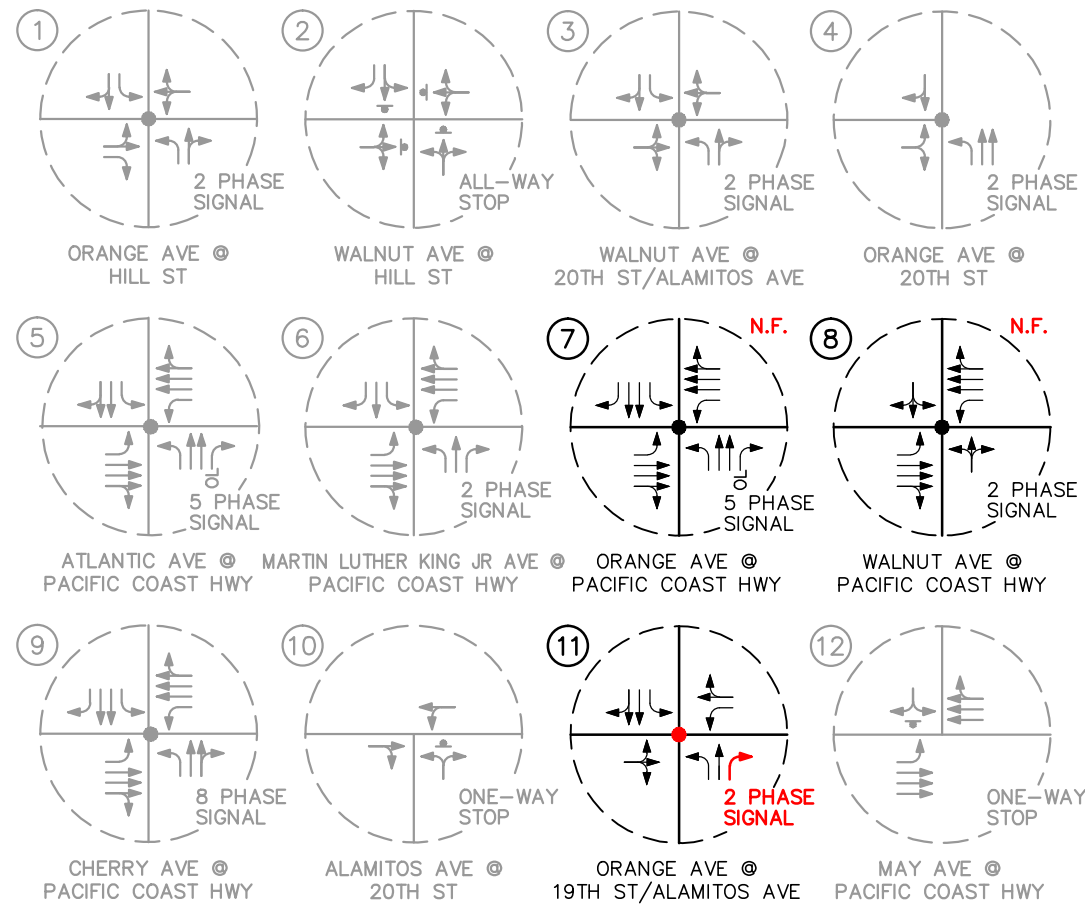 1
2 PHASE
SIGNAL
ORANGE AVE @
HILL ST
2
ALL-WAY
STOP
WALNUT AVE @
HILL ST
3
2 PHASE
SIGNAL
WALNUT AVE @
20TH ST/ALAMITOS AVE
4
2 PHASE
SIGNAL
ORANGE AVE @
20TH ST
5
OL
5 PHASE
SIGNAL
ATLANTIC AVE @
PACIFIC COAST HWY
6
2 PHASE
SIGNAL
MARTIN LUTHER KING JR AVE @
PACIFIC COAST HWY
7
N.F.
OL
5 PHASE
SIGNAL
ORANGE AVE @
PACIFIC COAST HWY
8
N.F.
2 PHASE
SIGNAL
WALNUT AVE @
PACIFIC COAST HWY
9
8 PHASE
SIGNAL
CHERRY AVE @
PACIFIC COAST HWY
10
ONE-WAY
STOP
ALAMITOS AVE @
20TH ST
11
2 PHASE
SIGNAL
ORANGE AVE @
19TH ST/ALAMITOS AVE
12
ONE-WAY
STOP
MAY AVE @
PACIFIC COAST HWY